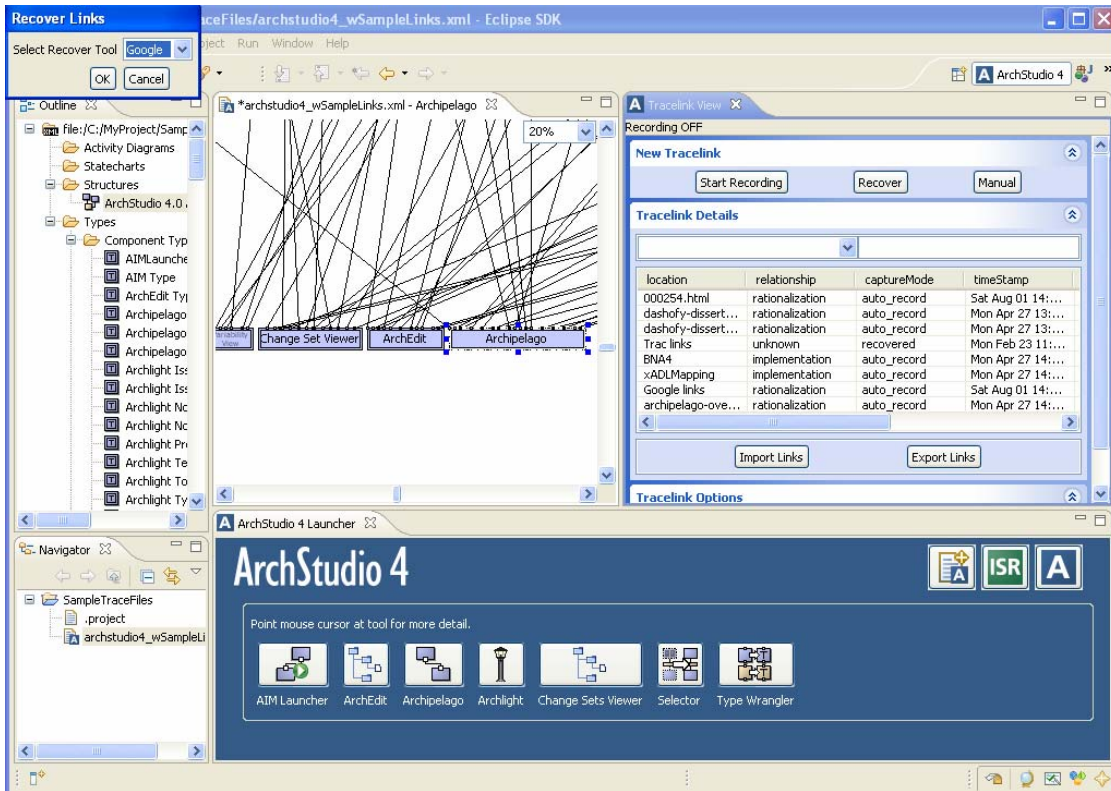 Recover Links
Select Recover Tool Google
OK Cancel
ceFiles/archstudio4_wSampleLinks.xml - Eclipse SDK
ject Run Window Help
ArchStudio 4
Outline
file:/C:/MyProject/Samp
Activity Diagrams
Statecharts
Structures
ArchStudio 4.0
Types
Component Typ
AIMLaunche
AIM Type
ArchEdit Typ
Archipelago
Archipelago
Archipelago
Archlight Iss
Archlight Iss
Archlight Nc
Archlight Nc
Archlight Pre
Archlight Te
Archlight To
Archlight Ty
*archstudio4_wSampleLinks.xml - Archipelago
20%
Variability View
Change Set Viewer
ArchEdit
Archipelago
Tracelink View
Recording OFF
New Tracelink
Start Recording Recover Manual
Tracelink Details
location relationship captureMode timeStamp
000254.html rationalization auto_record Sat Aug 01 14:...
dashofy-dissert... rationalization auto_record Mon Apr 27 13:...
dashofy-dissert... rationalization auto_record Mon Apr 27 13:...
Trac links unknown recovered Mon Feb 23 11:...
BNA4 implementation auto_record Mon Apr 27 14:...
xADLMapping implementation auto_record Mon Apr 27 14:...
Google links rationalization auto_record Sat Aug 01 14:...
archipelago-ove... rationalization auto_record Mon Apr 27 14:...
Import Links Export Links
Tracelink Options
Navigator
SampleTraceFiles
.project
archstudio4_wSampleLi
ArchStudio 4 Launcher
ArchStudio 4
ISR
A
Point mouse cursor at tool for more detail.
AIM Launcher ArchEdit Archipelago Archlight Change Sets Viewer Selector Type Wrangler